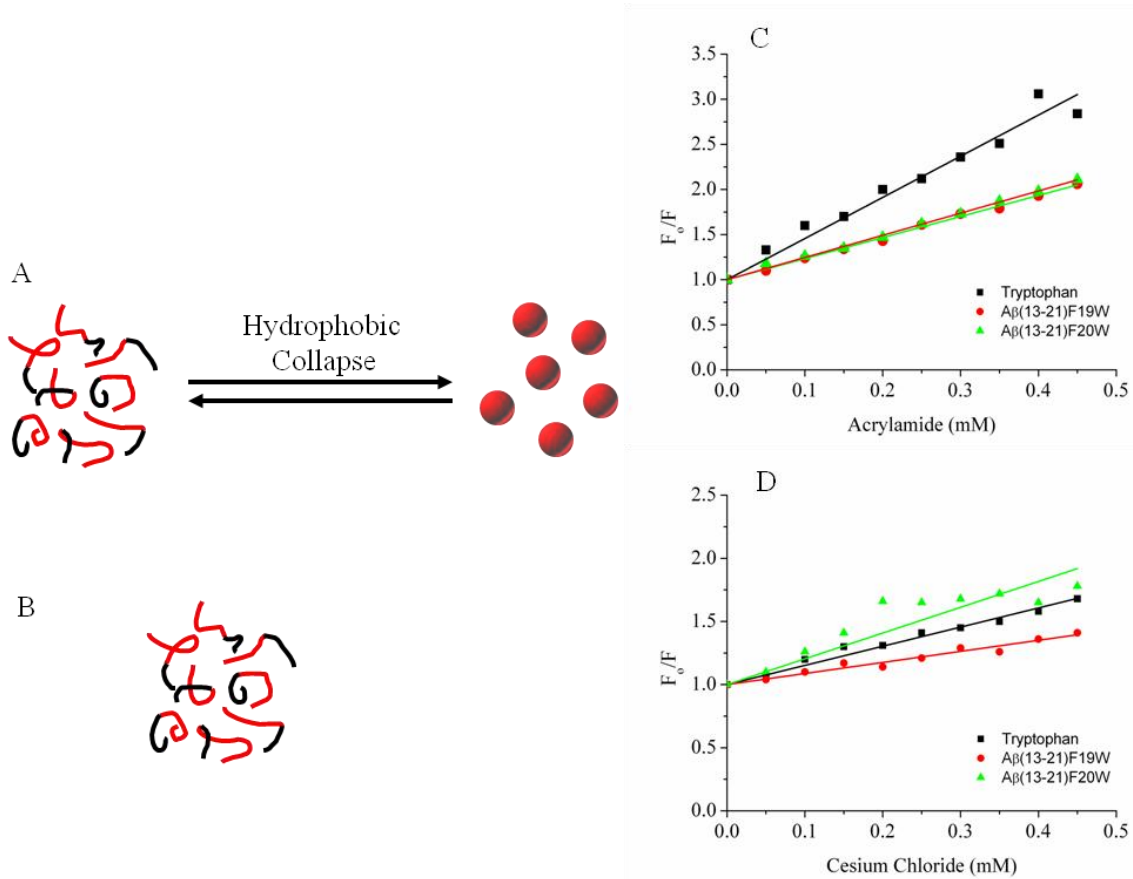 A
Hydrophobic
Collapse
B
C
3.5
3.0
2.5
2.0
1.5
1.0
0.5
0.0
Fo/F
0.0 0.1 0.2 0.3 0.4 0.5
Acrylamide (mM)
Tryptophan
Aβ(13-21)F19W
Aβ(13-21)F20W
D
2.5
2.0
1.5
1.0
0.5
0.0
Fo/F
0.0 0.1 0.2 0.3 0.4 0.5
Cesium Chloride (mM)
Tryptophan
Aβ(13-21)F19W
Aβ(13-21)F20W